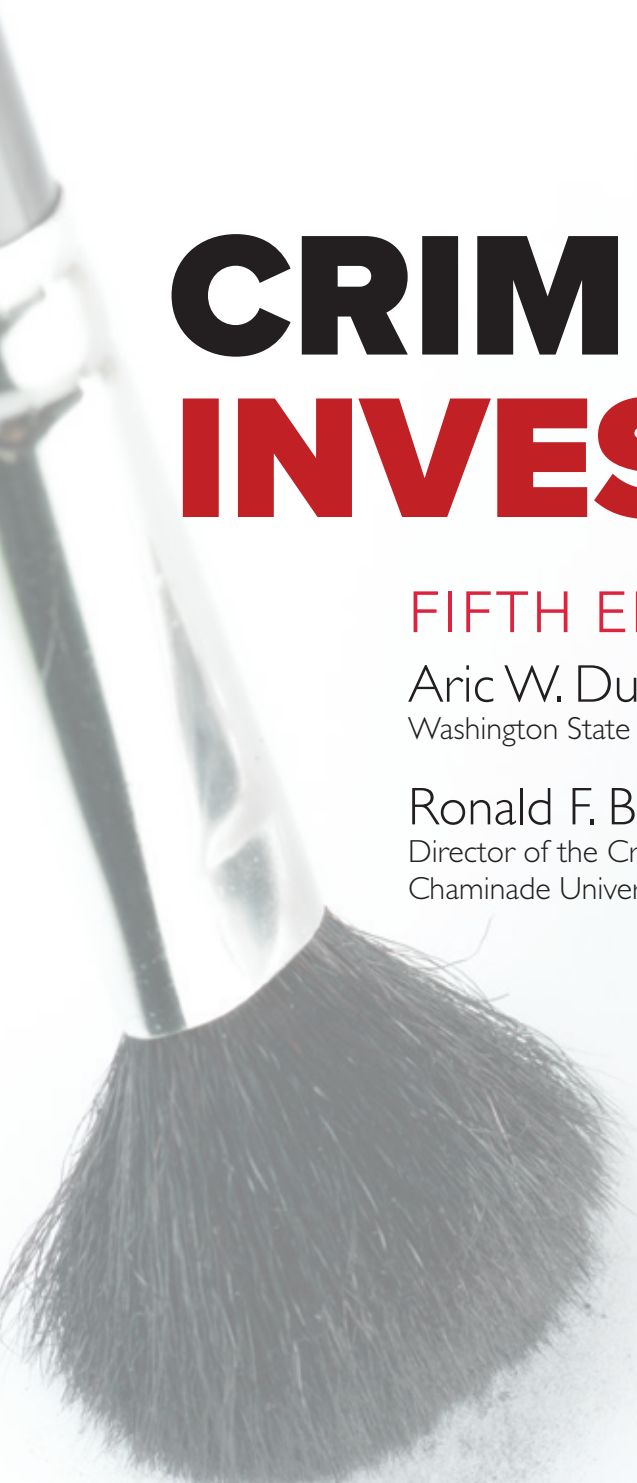 CRIM
INVES
FIFTH E
Aric W. Du
Washington State
Ronald F. B
Director of the Cr
Chaminade Univer